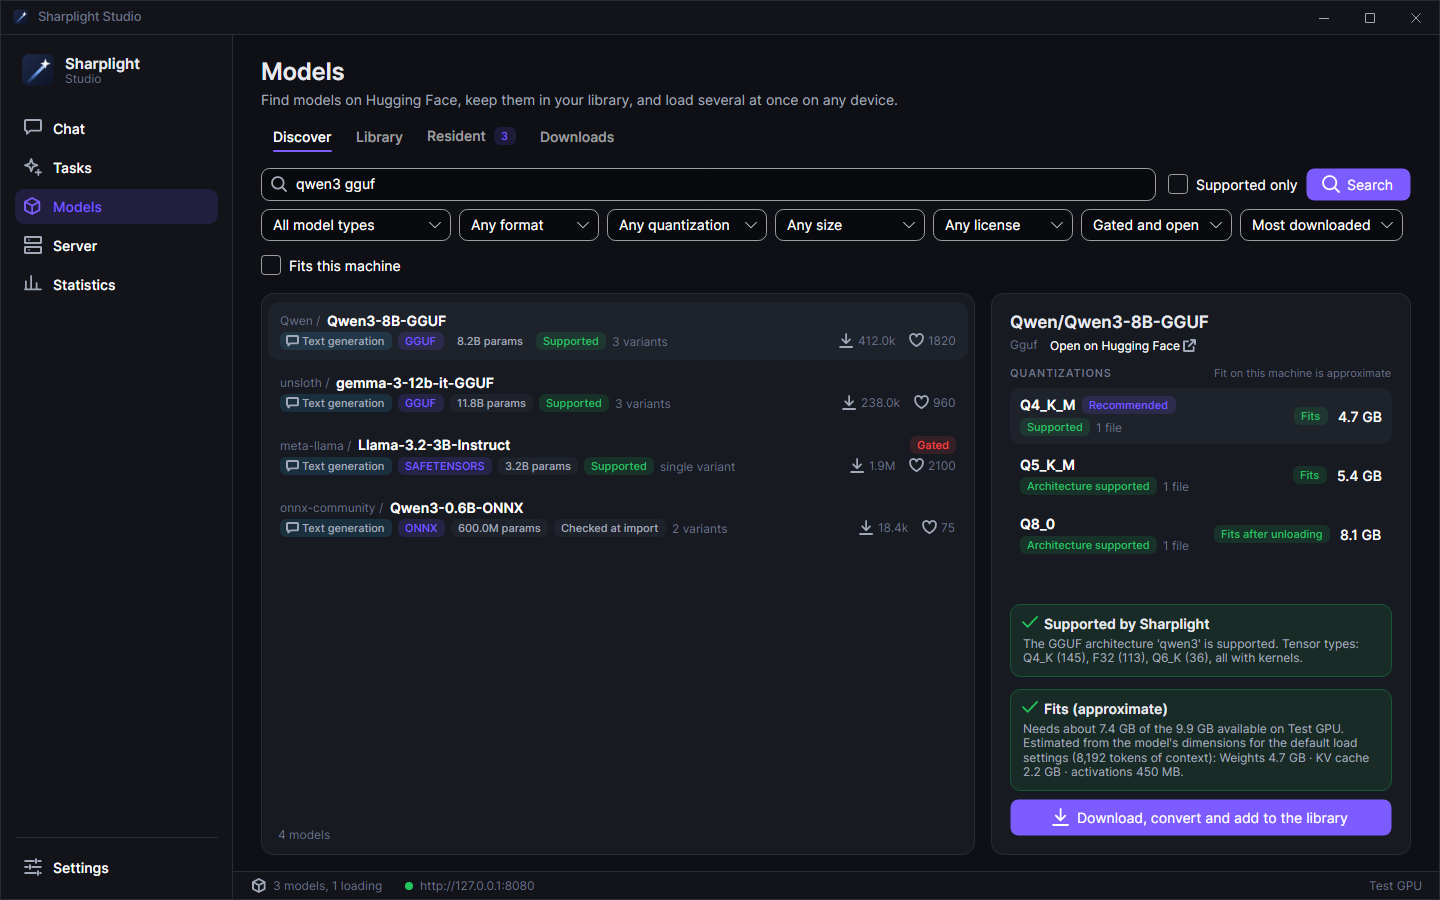 Sharplight Studio
Sharplight
Studio
Chat
Tasks
Models
Server
Statistics
Settings
Models
Find models on Hugging Face, keep them in your library, and load several at once on any device.
Discover Library Resident 3 Downloads
qwen3 gguf
Supported only
Search
All model types Any format Any quantization Any size Any license Gated and open Most downloaded
Fits this machine
Qwen / Qwen3-8B-GGUF
Text generation GGUF 8.2B params Supported 3 variants 412.0k 1820
unsloth / gemma-3-12b-it-GGUF
Text generation GGUF 11.8B params Supported 3 variants 238.0k 960
meta-llama / Llama-3.2-3B-Instruct Gated
Text generation SAFETENSORS 3.2B params Supported single variant 1.9M 2100
onnx-community / Qwen3-0.6B-ONNX
Text generation ONNX 600.0M params Checked at import 2 variants 18.4k 75
4 models
Qwen/Qwen3-8B-GGUF
Gguf Open on Hugging Face
QUANTIZATIONS Fit on this machine is approximate
Q4_K_M Recommended
Supported 1 file
Fits 4.7 GB
Q5_K_M
Architecture supported 1 file
Fits 5.4 GB
Q8_0
Architecture supported 1 file
Fits after unloading 8.1 GB
Supported by Sharplight
The GGUF architecture 'qwen3' is supported. Tensor types:
Q4_K (145), F32 (113), Q6_K (36), all with kernels.
Fits (approximate)
Needs about 7.4 GB of the 9.9 GB available on Test GPU.
Estimated from the model's dimensions for the default load
settings (8,192 tokens of context): Weights 4.7 GB · KV cache
2.2 GB · activations 450 MB.
Download, convert and add to the library
3 models, 1 loading http://127.0.0.1:8080 Test GPU